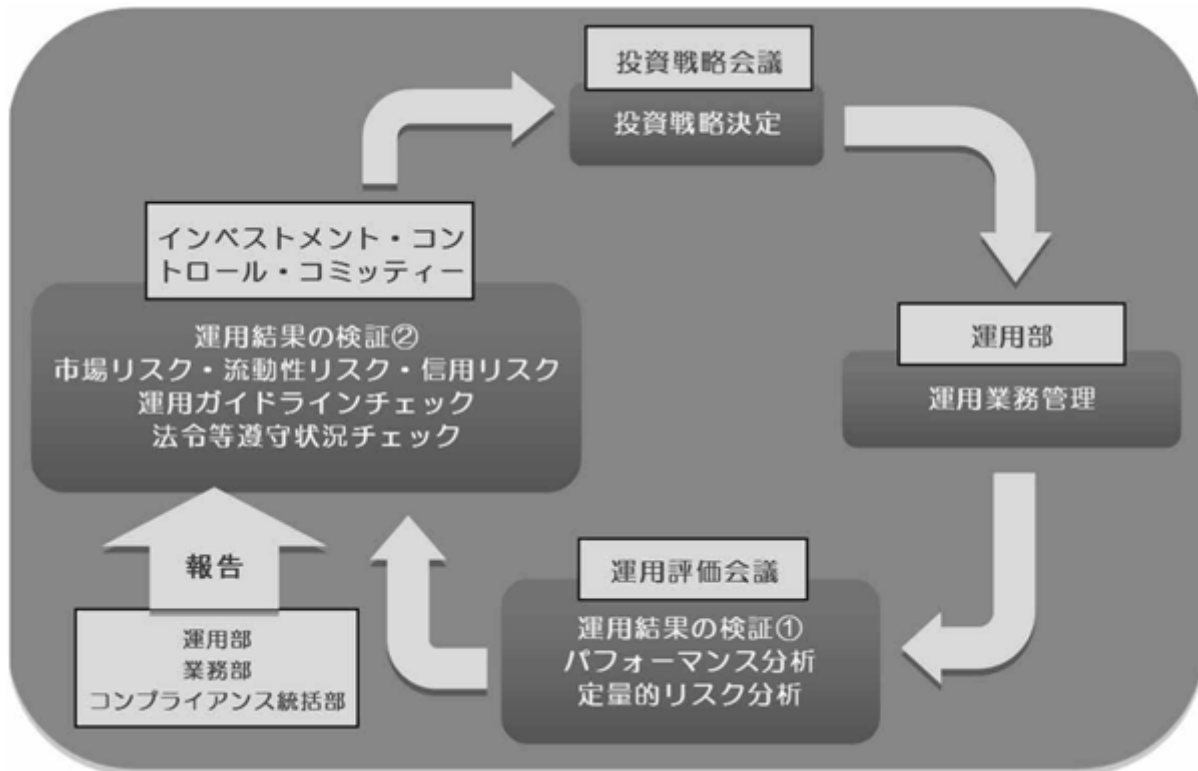 投資戦略会議
投資戦略決定
インベストメント・コン
トロール・コミッティー
運用結果の検証②
市場リスク・流動性リスク・信用リスク
運用ガイドラインチェック
法令等遵守状況チェック
運用部
運用業務管理
報告
運用部
業務部
コンプライアンス統括部
運用評価会議
運用結果の検証①
パフォーマンス分析
定量的リスク分析